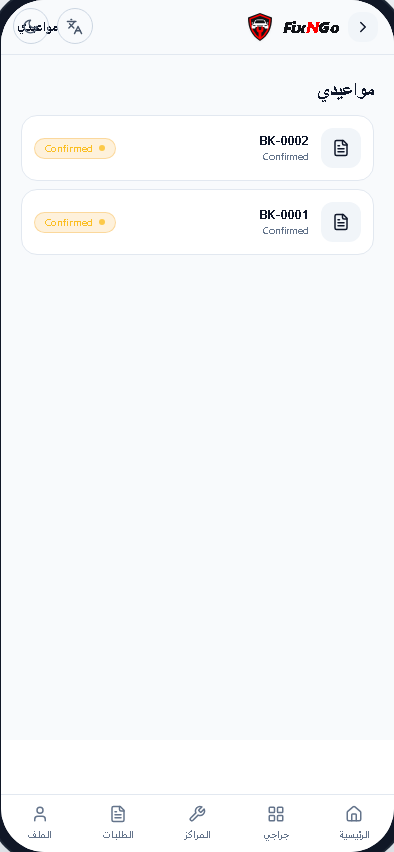 FixNGo
مواعيدي
مواعيدي
BK-0002
Confirmed
Confirmed
BK-0001
Confirmed
Confirmed
الرئيسية
جراجي
المراكز
الطلبات
الملف